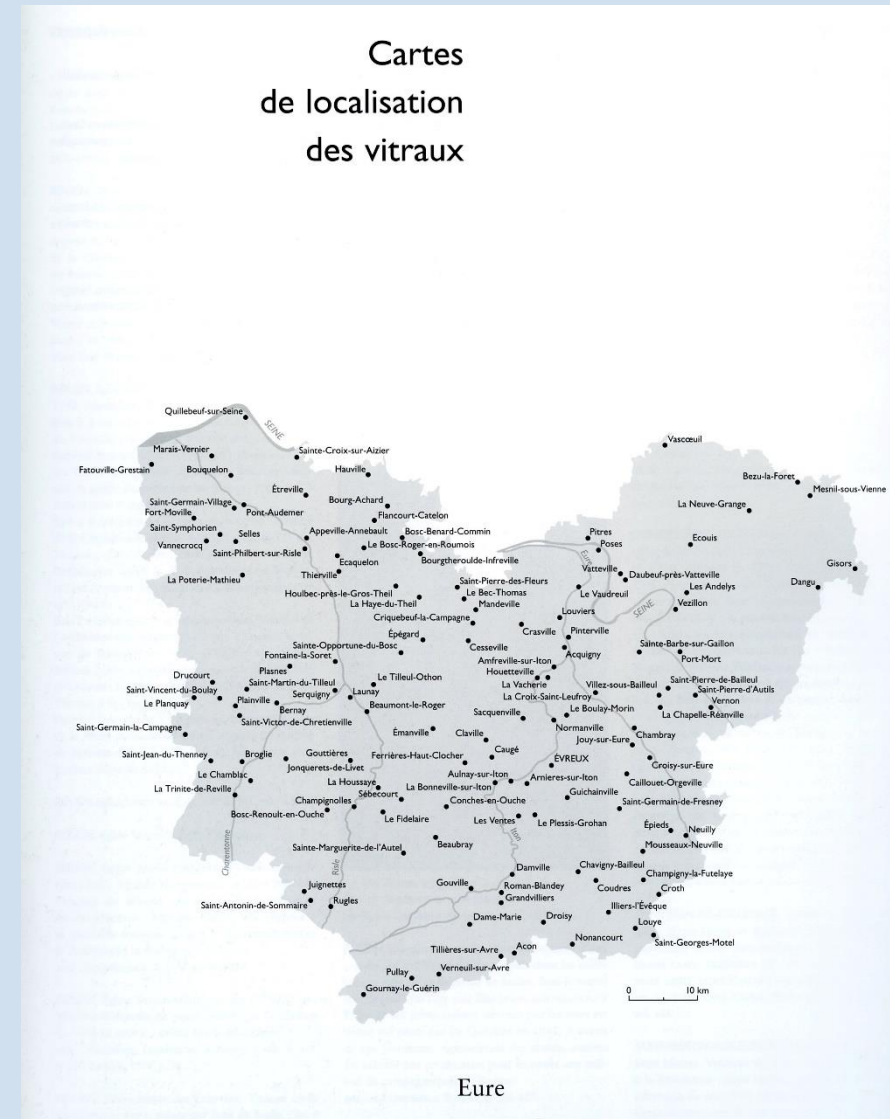 Cartes
de localisation
des vitraux
Quillebeuf-sur-Seine
SEINE
Marais-Vernier
Sainte-Croix-sur-Aizier
Vascœuil
Fatouville-Grestain
Bouquelon
Hauville
Bezu-la-Foret
Mesnil-sous-Vienne
Étreville
Bourg-Achard
Saint-Germain-Village
Pont-Audemer
La Neuve-Grange
Fort-Moville
Flancourt-Catelon
Saint-Symphorien
Selles
Appeville-Annebault
Bosc-Benard-Commin
Pitres
Ecouis
Vannecrocq
Saint-Philbert-sur-Risle
Le Bosc-Roger-en-Roumois
Poses
Eure
Ecaquelon
Bourgtheroulde-Infreville
Gisors
La Poterie-Mathieu
Thierville
Vatteville
Daubeuf-près-Vatteville
Dangu
Saint-Pierre-des-Fleurs
Les Andelys
Houlbec-près-le-Gros-Theil
Le Bec-Thomas
Le Vaudreuil
SEINE
La Haye-du-Theil
Mandeville
Vezillon
Criquebeuf-la-Campagne
Louviers
Épégard
Crasville
Pinterville
Sainte-Opportune-du-Bosc
Cesseville
Acquigny
Sainte-Barbe-sur-Gaillon
Fontaine-la-Soret
Amfreville-sur-Iton
Port-Mort
Plasnes
Houetteville
Drucourt
Saint-Martin-du-Tilleul
Le Tilleul-Othon
La Vacherie
Villez-sous-Bailleul
Saint-Pierre-de-Bailleul
Saint-Vincent-du-Boulay
Serquigny
Launay
La Croix-Saint-Leufroy
Saint-Pierre-d'Autils
Le Planquay
Plainville
Bernay
Beaumont-le-Roger
Vernon
Saint-Victor-de-Chretienville
Sacquenville
Le Boulay-Morin
La Chapelle-Réanville
Saint-Germain-la-Campagne
Émanville
Claville
Normanville
Chambray
Jouy-sur-Eure
Saint-Jean-du-Thenney
Broglie
Gouttières
Ferrières-Haut-Clocher
Caugé
ÉVREUX
Croisy-sur-Eure
Jonquerets-de-Livet
Le Chamblac
Aulnay-sur-Iton
Arnieres-sur-Iton
Caillouet-Orgeville
La Trinite-de-Reville
La Houssaye
La Bonneville-sur-Iton
Sébecourt
Guichainville
Champignolles
Conches-en-Ouche
Saint-Germain-de-Fresney
Bosc-Renoult-en-Ouche
Le Fidelaire
Les Ventes
Le Plessis-Grohan
Épieds
Neuilly
Iton
Charentonne
Sainte-Marguerite-de-l'Autel
Beaubray
Mousseaux-Neuville
Risle
Damville
Chavigny-Bailleul
Champigny-la-Futelaye
Juignettes
Gouville
Roman-Blandey
Coudres
Croth
Saint-Antonin-de-Sommaire
Rugles
Grandvilliers
Illiers-l'Évêque
Dame-Marie
Droisy
Louye
Nonancourt
Saint-Georges-Motel
Tillières-sur-Avre
Acon
Pullay
Verneuil-sur-Avre
Gournay-le-Guérin
0 10 km
Eure